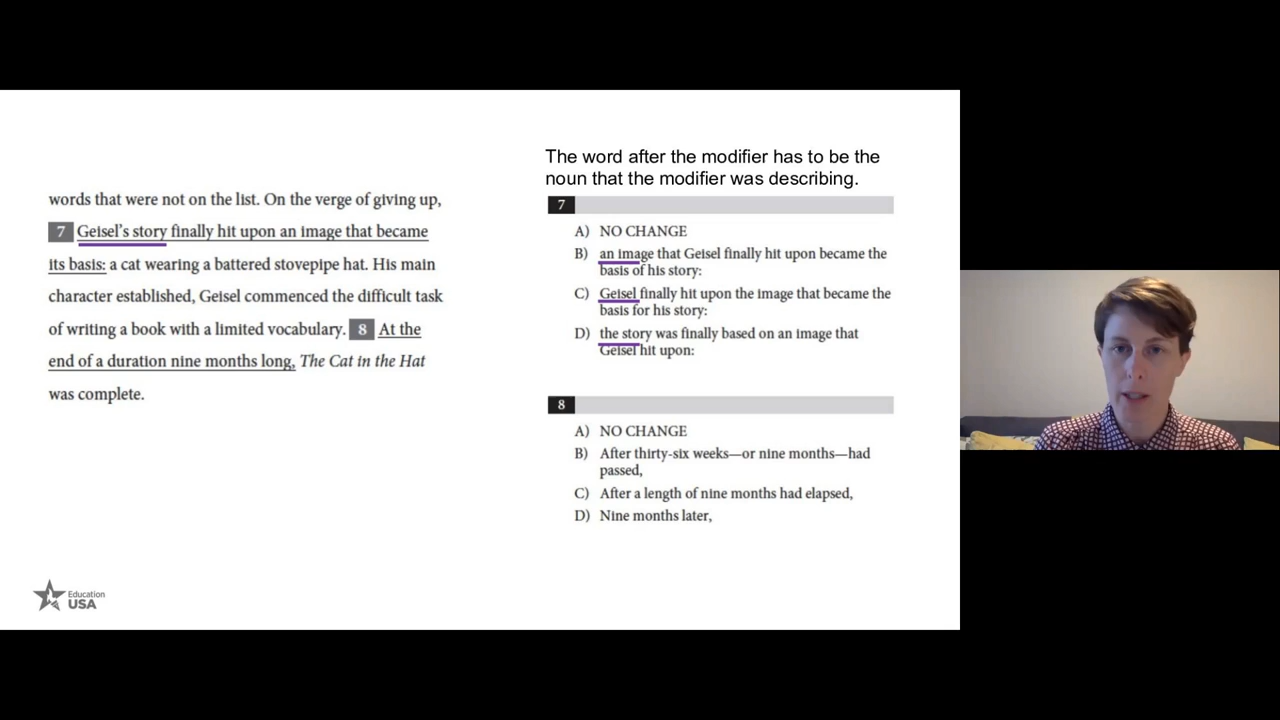 words that were not on the list. On the verge of giving up,
7 Geisel's story finally hit upon an image that became
its basis: a cat wearing a battered stovepipe hat. His main
character established, Geisel commenced the difficult task
of writing a book with a limited vocabulary. 8 At the
end of a duration nine months long, The Cat in the Hat
was complete.
The word after the modifier has to be the
noun that the modifier was describing.
7
A) NO CHANGE
B) an image that Geisel finally hit upon became the
basis of his story:
C) Geisel finally hit upon the image that became the
basis for his story:
D) the story was finally based on an image that
Geisel hit upon:
8
A) NO CHANGE
B) After thirty-six weeks—or nine months—had
passed,
C) After a length of nine months had elapsed,
D) Nine months later,
Education
USA